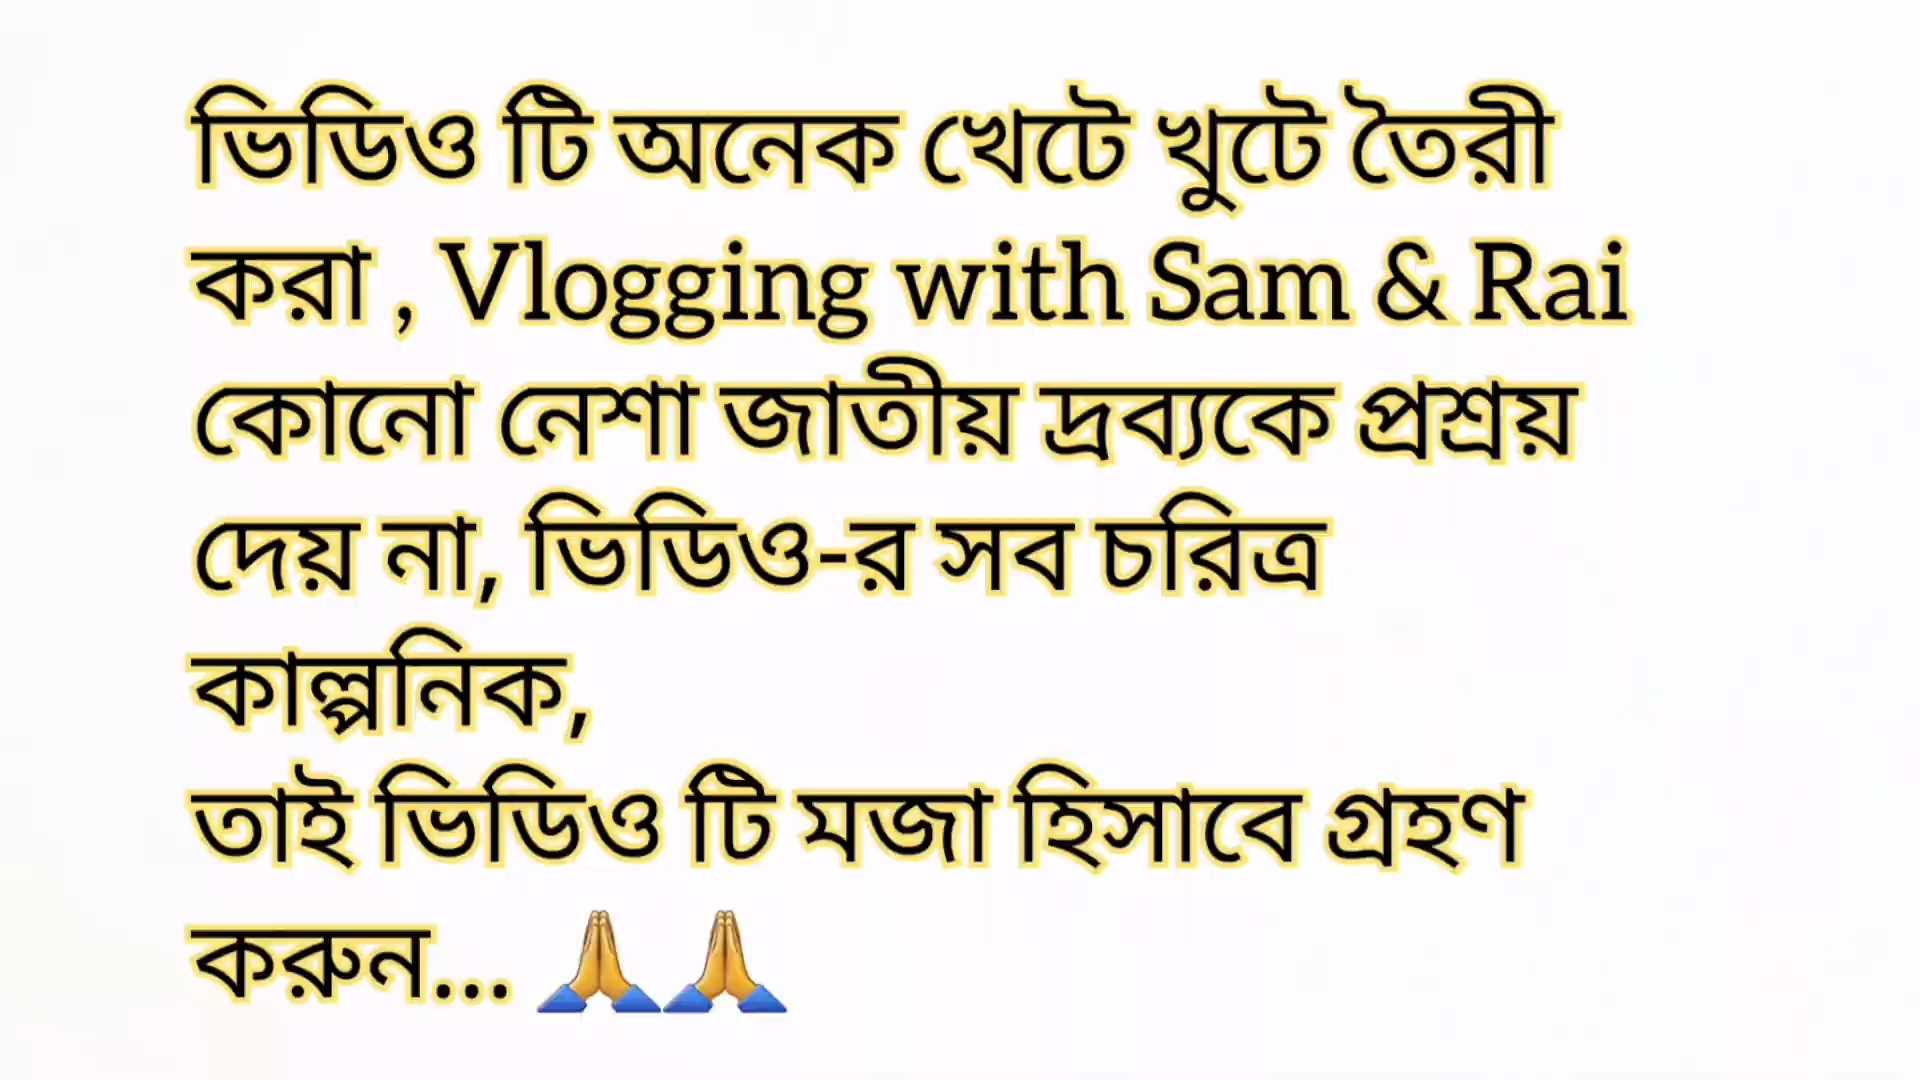 ভিডিও টি অনেক খেটে খুটে তৈরী
করা , Vlogging with Sam & Rai
কোনো নেশা জাতীয় দ্রব্যকে প্রশ্রয়
দেয় না, ভিডিও-র সব চরিত্র
কাল্পনিক,
তাই ভিডিও টি মজা হিসাবে গ্রহণ
করুন... 🙏🙏